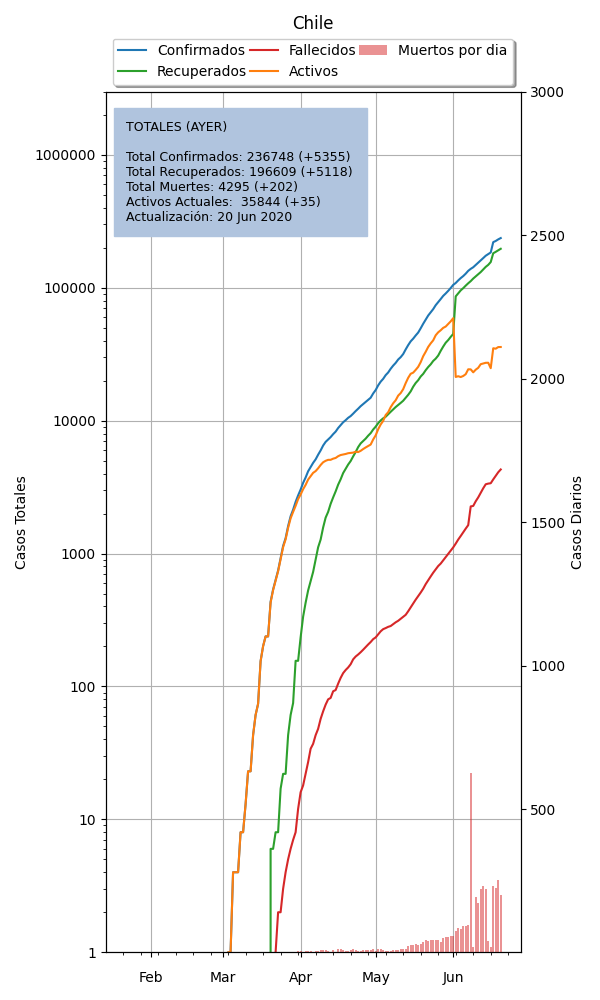 Chile
Confirmados
Fallecidos
Muertos por dia
Recuperados
Activos
TOTALES (AYER)
Total Confirmados: 236748 (+5355)
Total Recuperados: 196609 (+5118)
Total Muertes: 4295 (+202)
Activos Actuales:  35844 (+35)
Actualización: 20 Jun 2020
Casos Totales
1000000
100000
10000
1000
100
10
1
Feb
Mar
Apr
May
Jun
3000
2500
2000
1500
1000
500
Casos Diarios